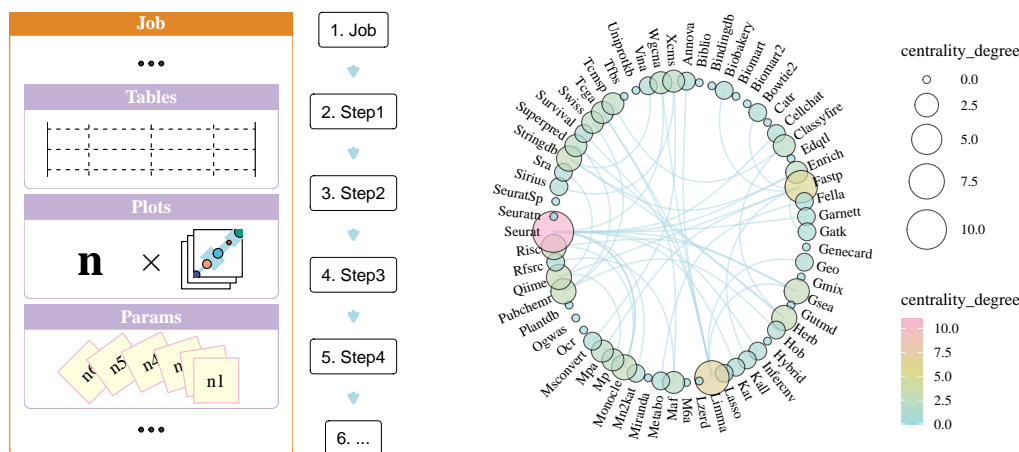 Job
•••
Tables
Plots
n ×
Params
n6
n5
n4
n1
•••
1. Job
2. Step1
3. Step2
4. Step3
5. Step4
6. ...
Xcms
Annova
Biblio
Bindingdb
Biobakery
Biomart
Biomart2
Bowtie2
Catr
Cellchat
Classyfire
Edqtl
Enrich
Fastp
Fella
Garnett
Gatk
Genecard
Geo
Gmix
Gsea
Gutmd
Herb
Hob
Hybrid
Infercnv
Kall
Kat
Lasso
Limma
Lzerd
M6a
Maf
Metabo
Miranda
Mn2kat
Monocle
Mp
Mpa
Msconvert
Ocr
Ogwas
Plantdb
Pubchemr
Qiime
Rfsrc
Risc
Seurat
Seuratn
SeuratSp
Sirius
Sra
Stringdb
Superpred
Survival
Swiss
Tcga
Tcmsp
Tfbs
Uniprotkb
Vina
Wgcna
centrality_degree
0.0
2.5
5.0
7.5
10.0
centrality_degree
10.0
7.5
5.0
2.5
0.0